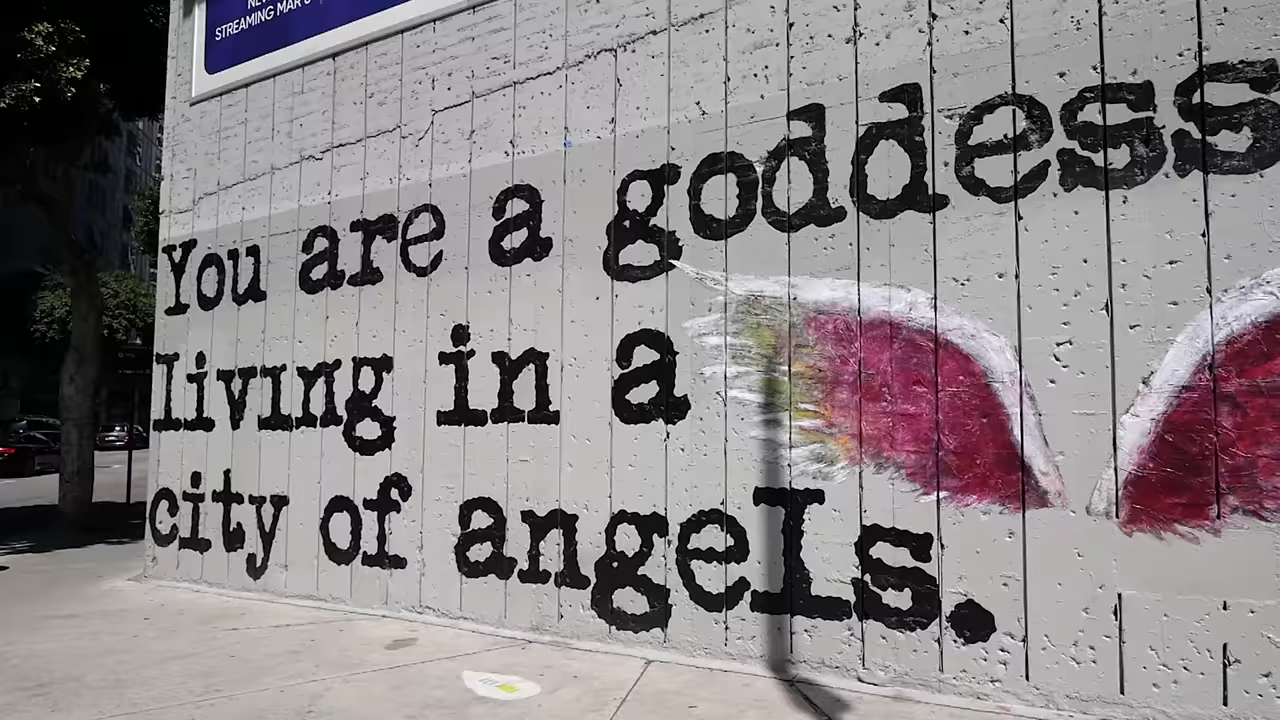 STREAMING MAR
You are a goddess
living in a
city of angels.